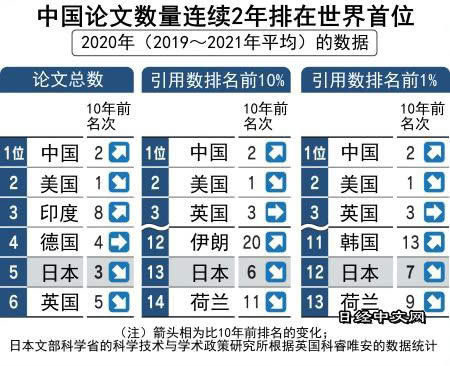 中国论文数量连续2年排在世界首位
2020年（2019～2021年平均）的数据
论文总数 引用数排名前10% 引用数排名前1%
10年前名次 10年前名次 10年前名次
1位 中国 2 1位 中国 2 1位 中国 2
2 美国 1 2 美国 1 2 美国 1
3 印度 8 3 英国 3 3 英国 3
4 德国 4 12 伊朗 20 11 韩国 13
5 日本 3 13 日本 6 12 日本 7
6 英国 5 14 荷兰 11 13 荷兰 9
日经中文网
（注）箭头相为比10年前排名的变化；
日本文部科学省的科学技术与学术政策研究所根据英国科睿唯安的数据统计